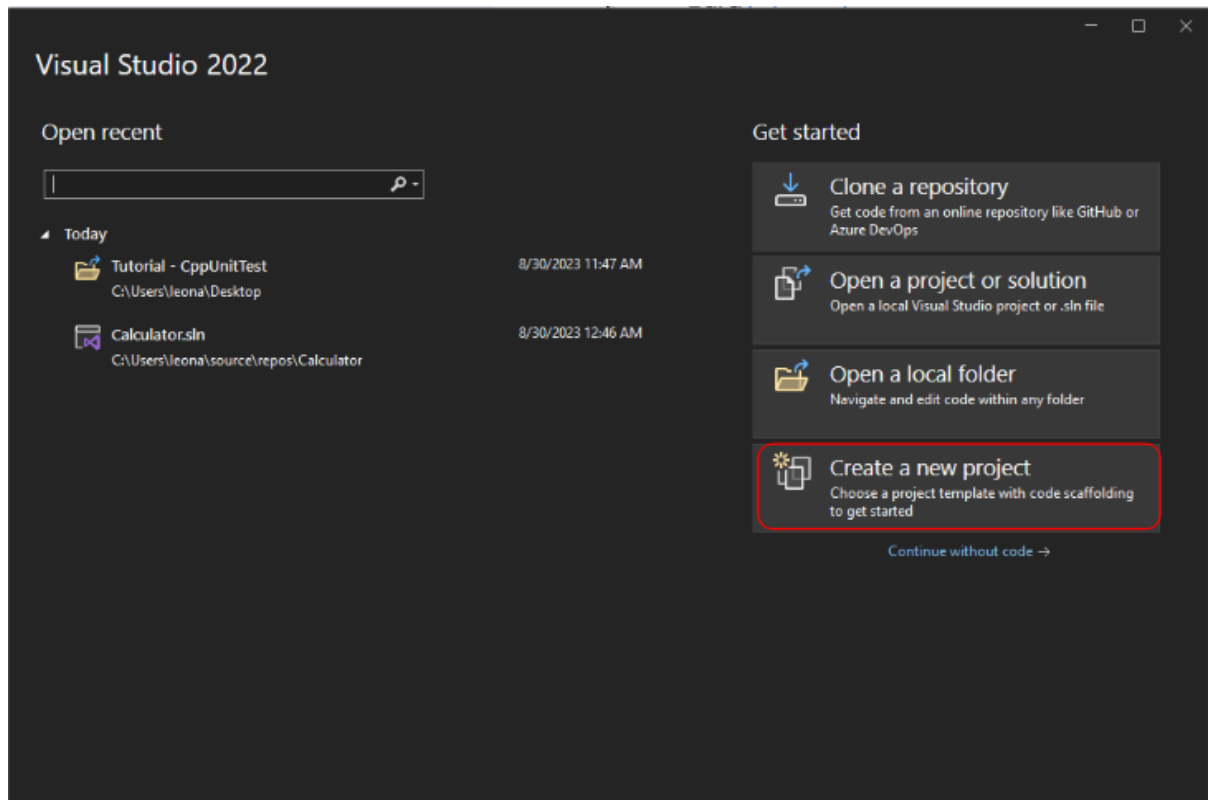 Visual Studio 2022
Open recent
Today
Tutorial - CppUnitTest
8/30/2023 11:47 AM
C:\Users\leona\Desktop
Calculator.sln
8/30/2023 12:46 AM
C:\Users\leona\source\repos\Calculator
Get started
Clone a repository
Get code from an online repository like GitHub or
Azure DevOps
Open a project or solution
Open a local Visual Studio project or .sln file
Open a local folder
Navigate and edit code within any folder
Create a new project
Choose a project template with code scaffolding
to get started
Continue without code →